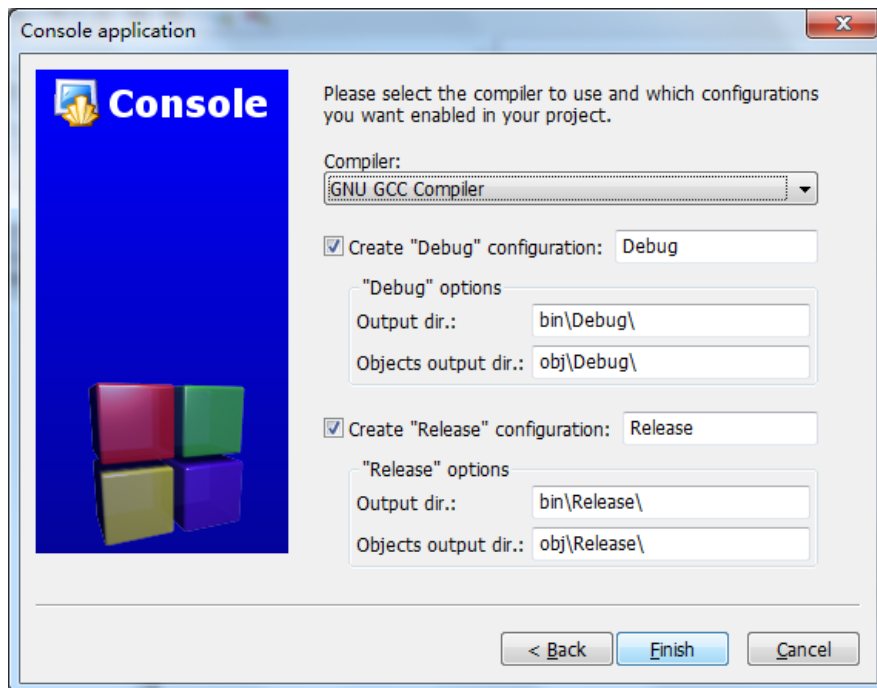 Console application
Console
Please select the compiler to use and which configurations
you want enabled in your project.
Compiler:
GNU GCC Compiler
Create "Debug" configuration: Debug
"Debug" options
Output dir.: bin\Debug\
Objects output dir.: obj\Debug\
Create "Release" configuration: Release
"Release" options
Output dir.: bin\Release\
Objects output dir.: obj\Release\
< Back Finish Cancel